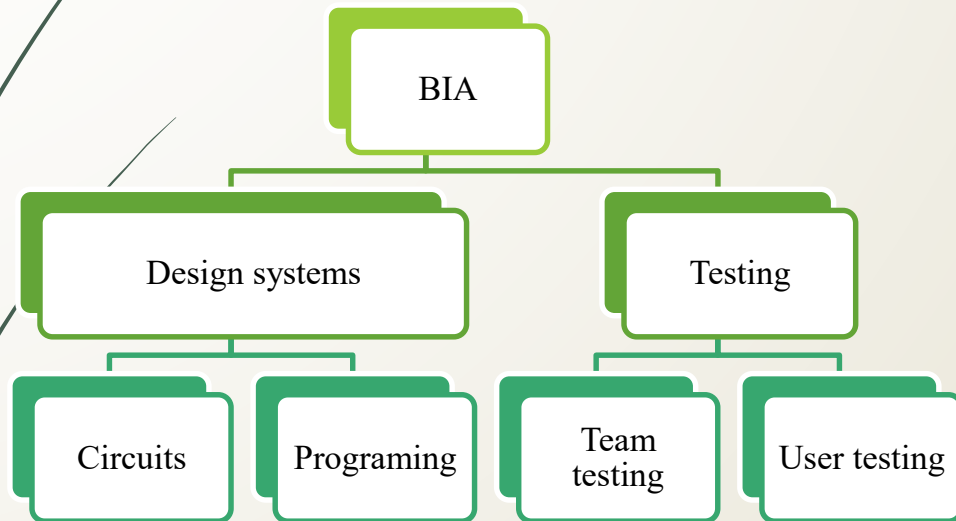 BIA
Design systems
Testing
Circuits
Programing
Team
testing
User testing